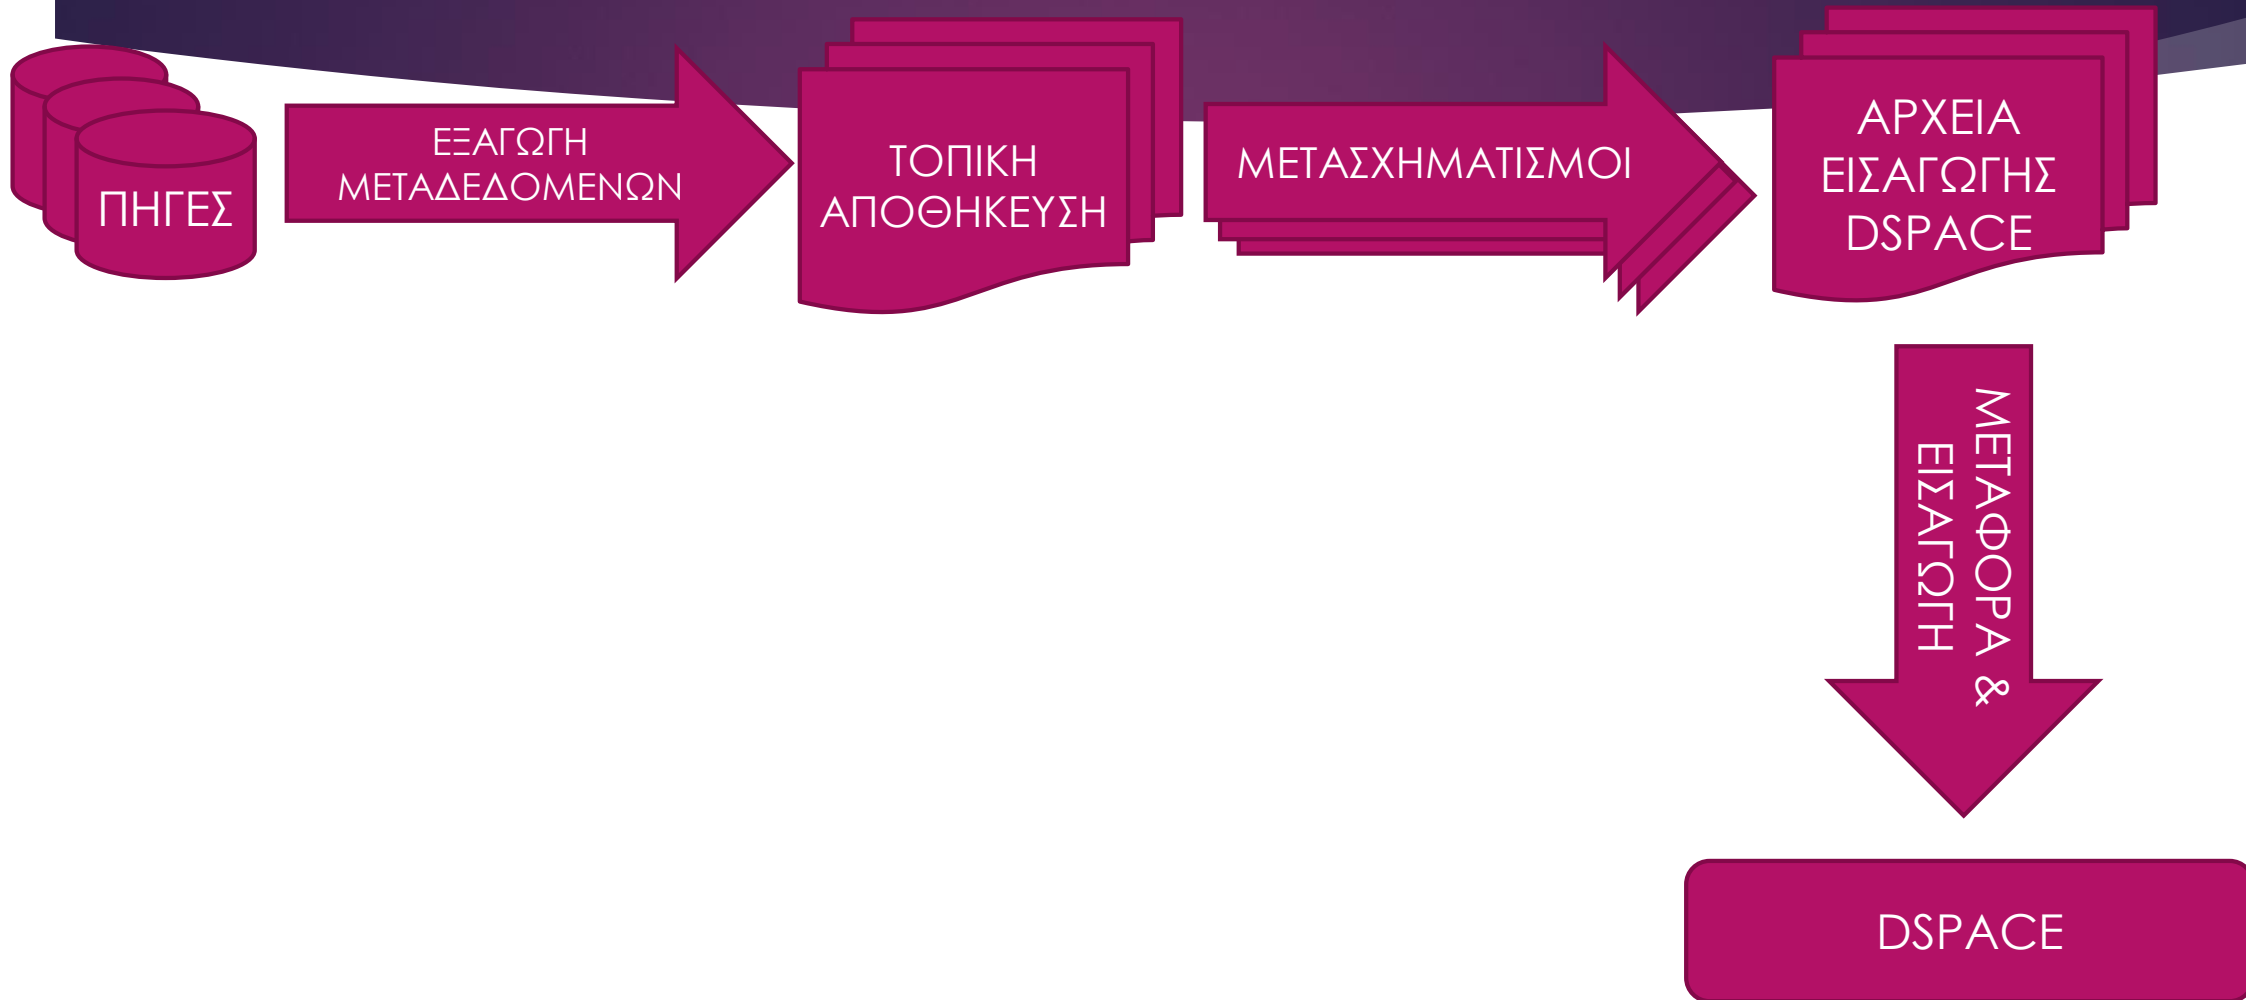 ΠΗΓΕΣ
ΕΞΑΓΩΓΗ
ΜΕΤΑΔΕΔΟΜΕΝΩΝ
ΤΟΠΙΚΗ
ΑΠΟΘΗΚΕΥΣΗ
ΜΕΤΑΣΧΗΜΑΤΙΣΜΟΙ
ΑΡΧΕΙΑ
ΕΙΣΑΓΩΓΗΣ
DSPACE
ΜΕΤΑΦΟΡΑ &
ΕΙΣΑΓΩΓΗ
DSPACE